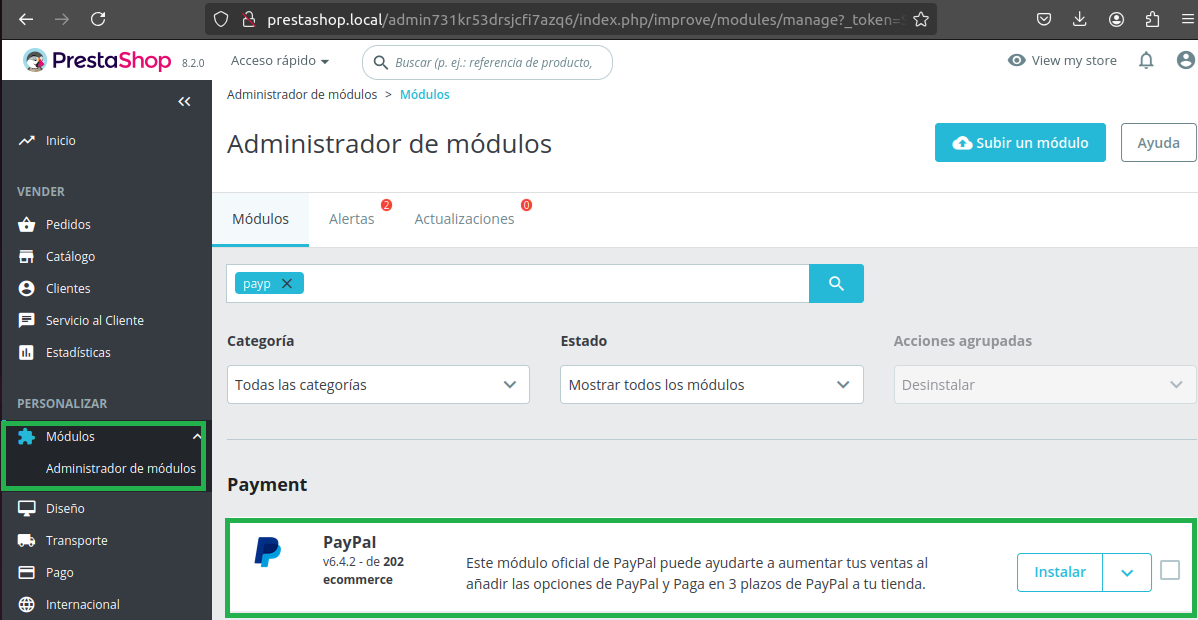 prestashop.local/admin731kr53drsjcfi7azq6/index.php/improve/modules/manage?_token=
PrestaShop 8.2.0
Acceso rápido
Buscar (p. ej.: referencia de producto,
View my store
Administrador de módulos > Módulos
Administrador de módulos
Subir un módulo
Ayuda
Inicio
VENDER
Pedidos
Catálogo
Clientes
Servicio al Cliente
Estadísticas
PERSONALIZAR
Módulos
Administrador de módulos
Diseño
Transporte
Pago
Internacional
Módulos
Alertas
2
Actualizaciones
0
payp
Categoría
Estado
Acciones agrupadas
Todas las categorías
Mostrar todos los módulos
Desinstalar
Payment
PayPal
v6.4.2 - de 202
ecommerce
Este módulo oficial de PayPal puede ayudarte a aumentar tus ventas al
añadir las opciones de PayPal y Paga en 3 plazos de PayPal a tu tienda.
Instalar